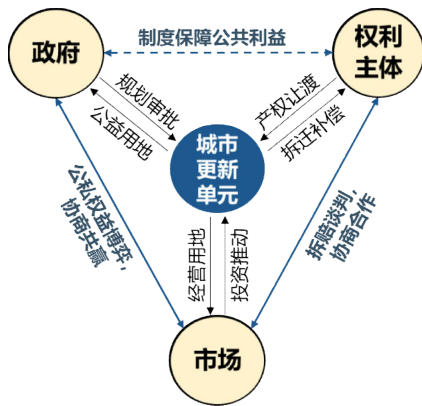 制度保障公共利益
政府
权利
主体
规划审批
公益用地
产权让渡
拆迁补偿
城市
更新
单元
公私权益博弈,
协商共赢
经营用地
投资推动
拆赔谈判,
协商合作
市场